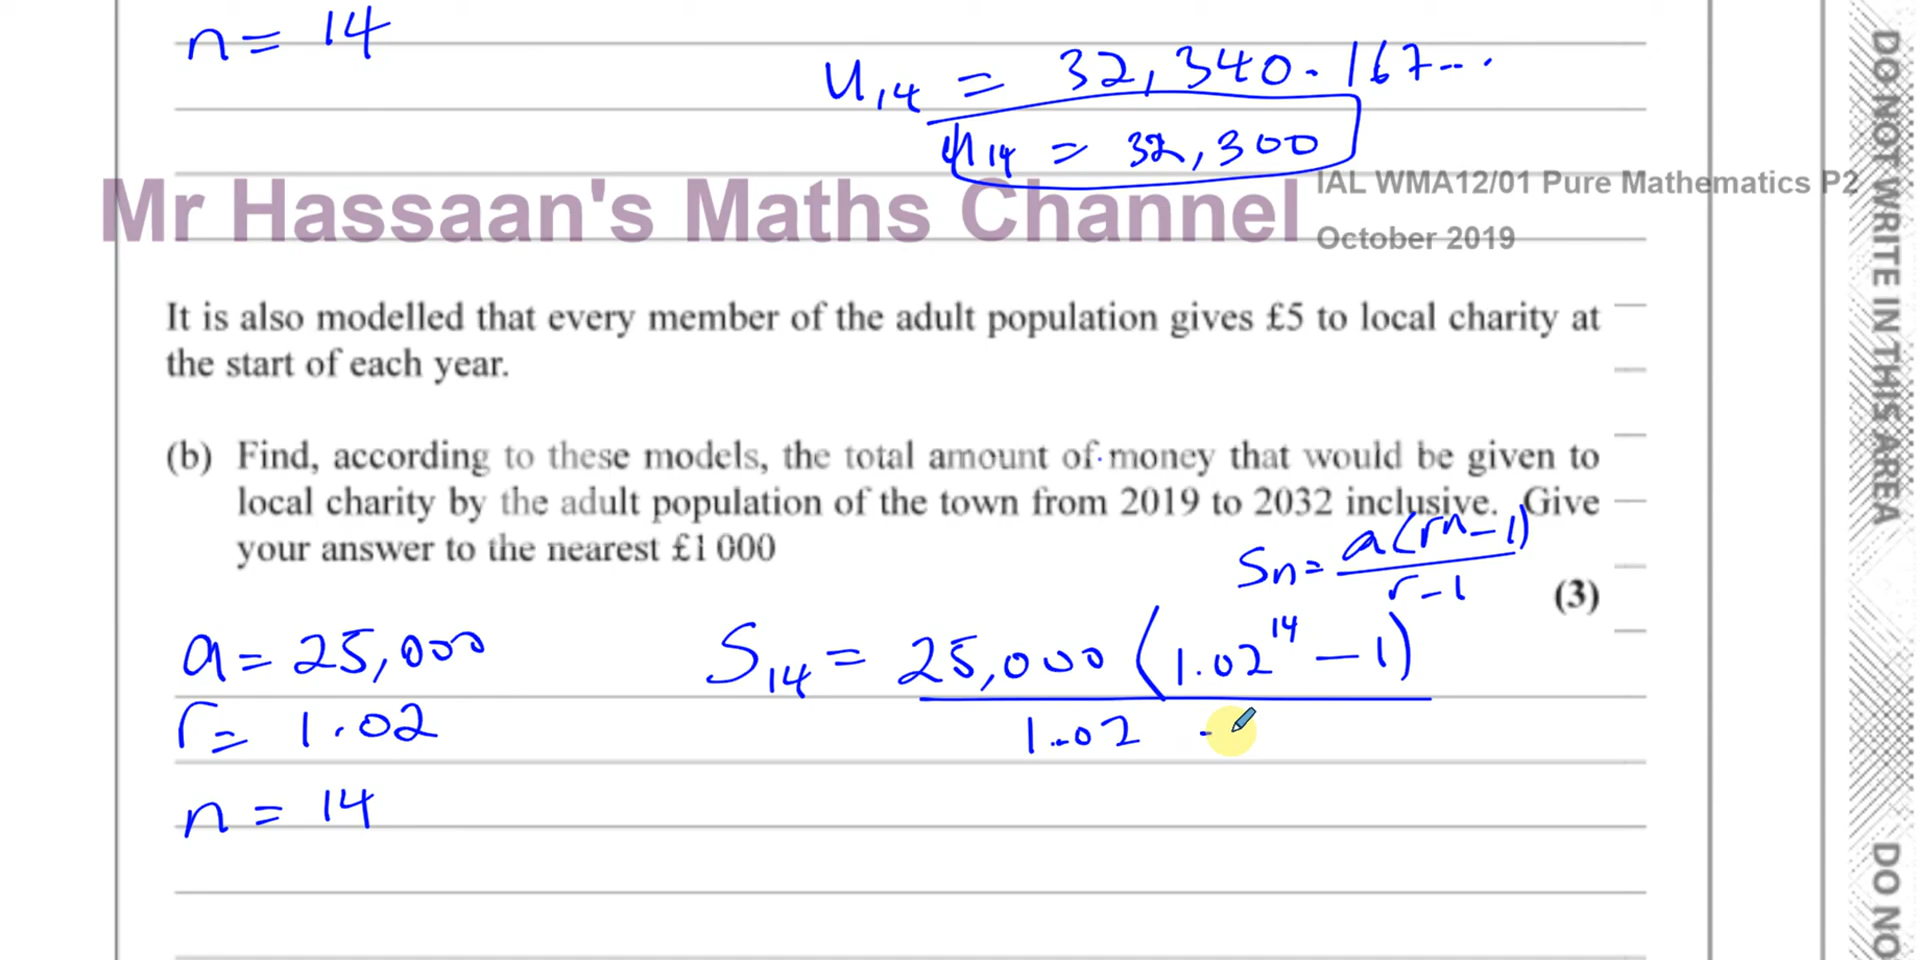 n = 14
U14 = 32,340.167...
U14 = 32,300
Mr Hassaan's Maths Channel
IAL WMA12/01 Pure Mathematics P2
October 2019
It is also modelled that every member of the adult population gives £5 to local charity at
the start of each year.
(b) Find, according to these models, the total amount of money that would be given to
local charity by the adult population of the town from 2019 to 2032 inclusive. Give
your answer to the nearest £1 000
Sn = a(rn – 1)
r – 1
(3)
a = 25,000
S14 = 25,000 (1.02^14 – 1)
r = 1.02
1.02 -
n = 14
DO NOT WRITE IN THIS AREA
DO NO